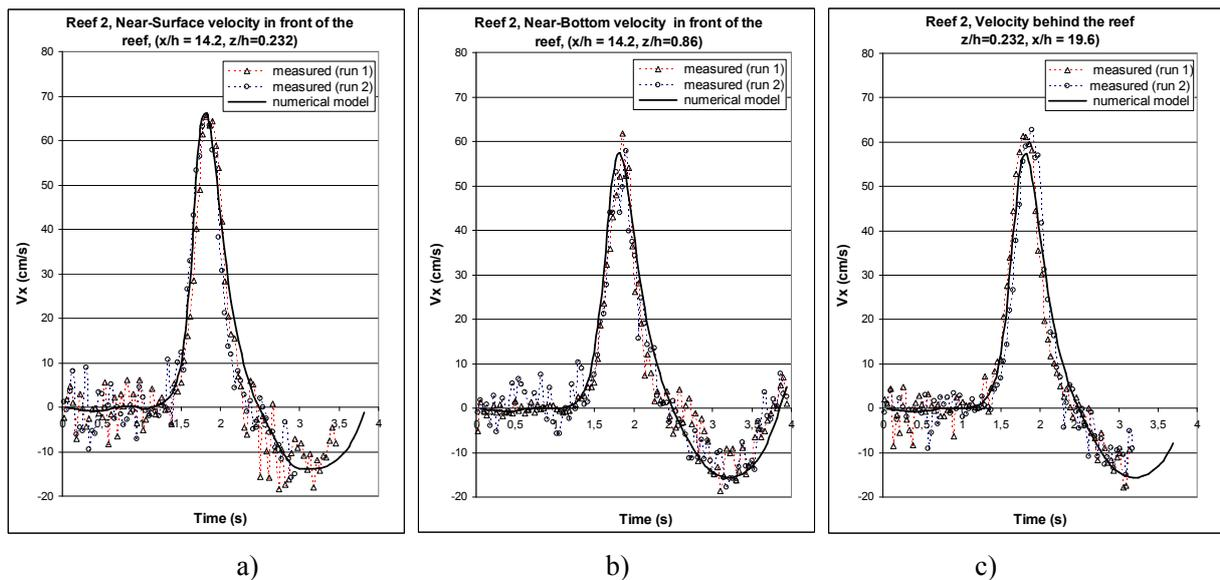 Reef 2, Near-Surface velocity in front of the
reef, (x/h = 14.2, z/h=0.232)
80
70
60
50
40
30
20
10
0
-10
-20
Vx (cm/s)
0
0,5
1
1,5
2
2,5
3
3,5
4
Time (s)
measured (run 1)
measured (run 2)
numerical model
a)
Reef 2, Near-Bottom velocity in front of the
reef, (x/h = 14.2, z/h=0.86)
80
70
60
50
40
30
20
10
0
-10
-20
Vx (cm/s)
0
0,5
1
1,5
2
2,5
3
3,5
4
Time (s)
measured (run 1)
measured (run 2)
numerical model
b)
Reef 2, Velocity behind the reef
z/h=0.232, x/h= 19.6)
80
70
60
50
40
30
20
10
0
-10
-20
Vx (cm/s)
0
0,5
1
1,5
2
2,5
3
3,5
4
Time (s)
measured (run 1)
measured (run 2)
numerical model
c)